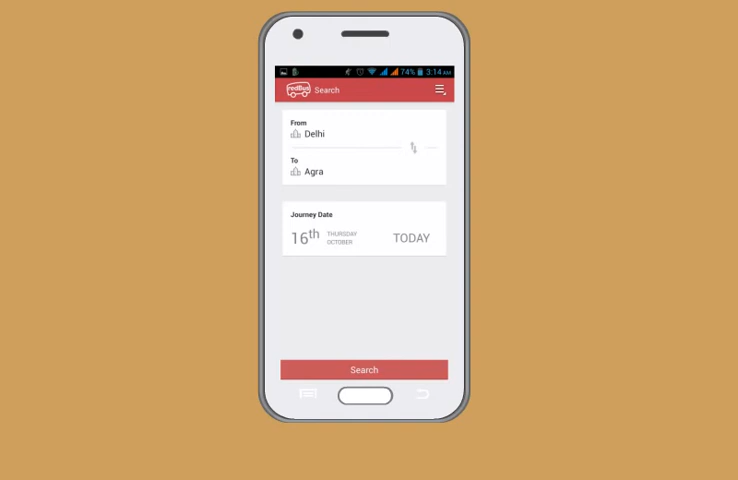 74% 3:14 AM
redBus Search
From
Delhi
To
Agra
Journey Date
16th THURSDAY OCTOBER TODAY
Search